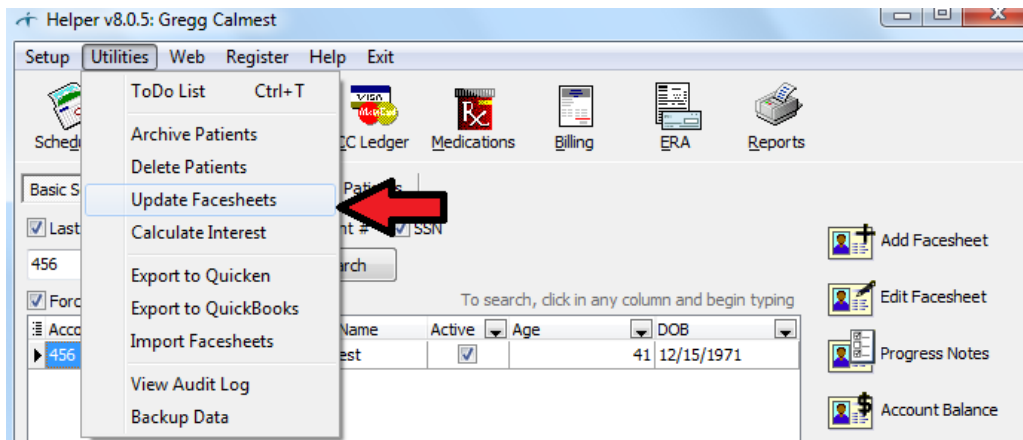 Helper v8.0.5: Gregg Calmest
Setup Utilities Web Register Help Exit
ToDo List Ctrl+T
Archive Patients
Delete Patients
Update Facesheets
Calculate Interest
Export to Quicken
Export to QuickBooks
Import Facesheets
View Audit Log
Backup Data
CC Ledger Medications Billing ERA Reports
Basic S
Last SSN
456
To search, click in any column and begin typing
Name Active Age DOB
456 est 41 12/15/1971
Add Facesheet
Edit Facesheet
Progress Notes
Account Balance